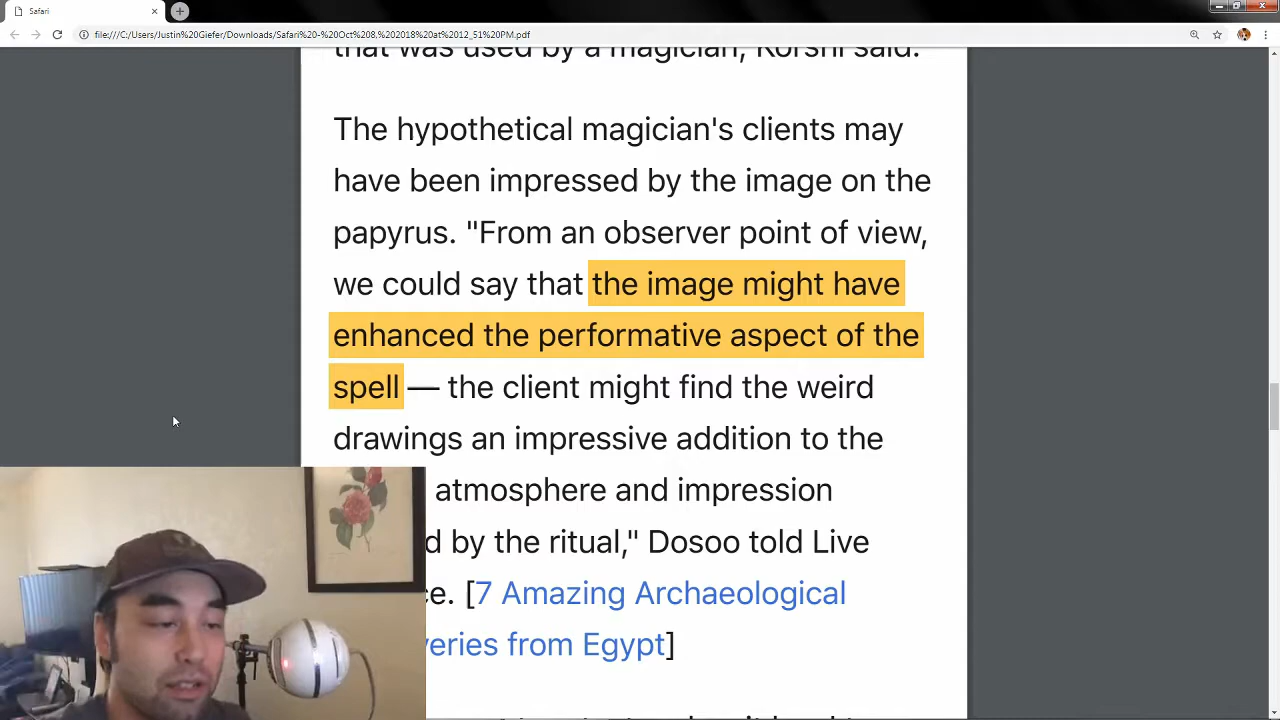 Safari
file:///C:/Users/Justin%20Giefer/Downloads/Safari%20-%20Oct%208,%202018%20at%2012_51%20PM.pdf
that was used by a magician, Korshi said.
The hypothetical magician's clients may
have been impressed by the image on the
papyrus. "From an observer point of view,
we could say that the image might have
enhanced the performative aspect of the
spell — the client might find the weird
drawings an impressive addition to the
atmosphere and impression
d by the ritual," Dosoo told Live
ce. [7 Amazing Archaeological
veries from Egypt]